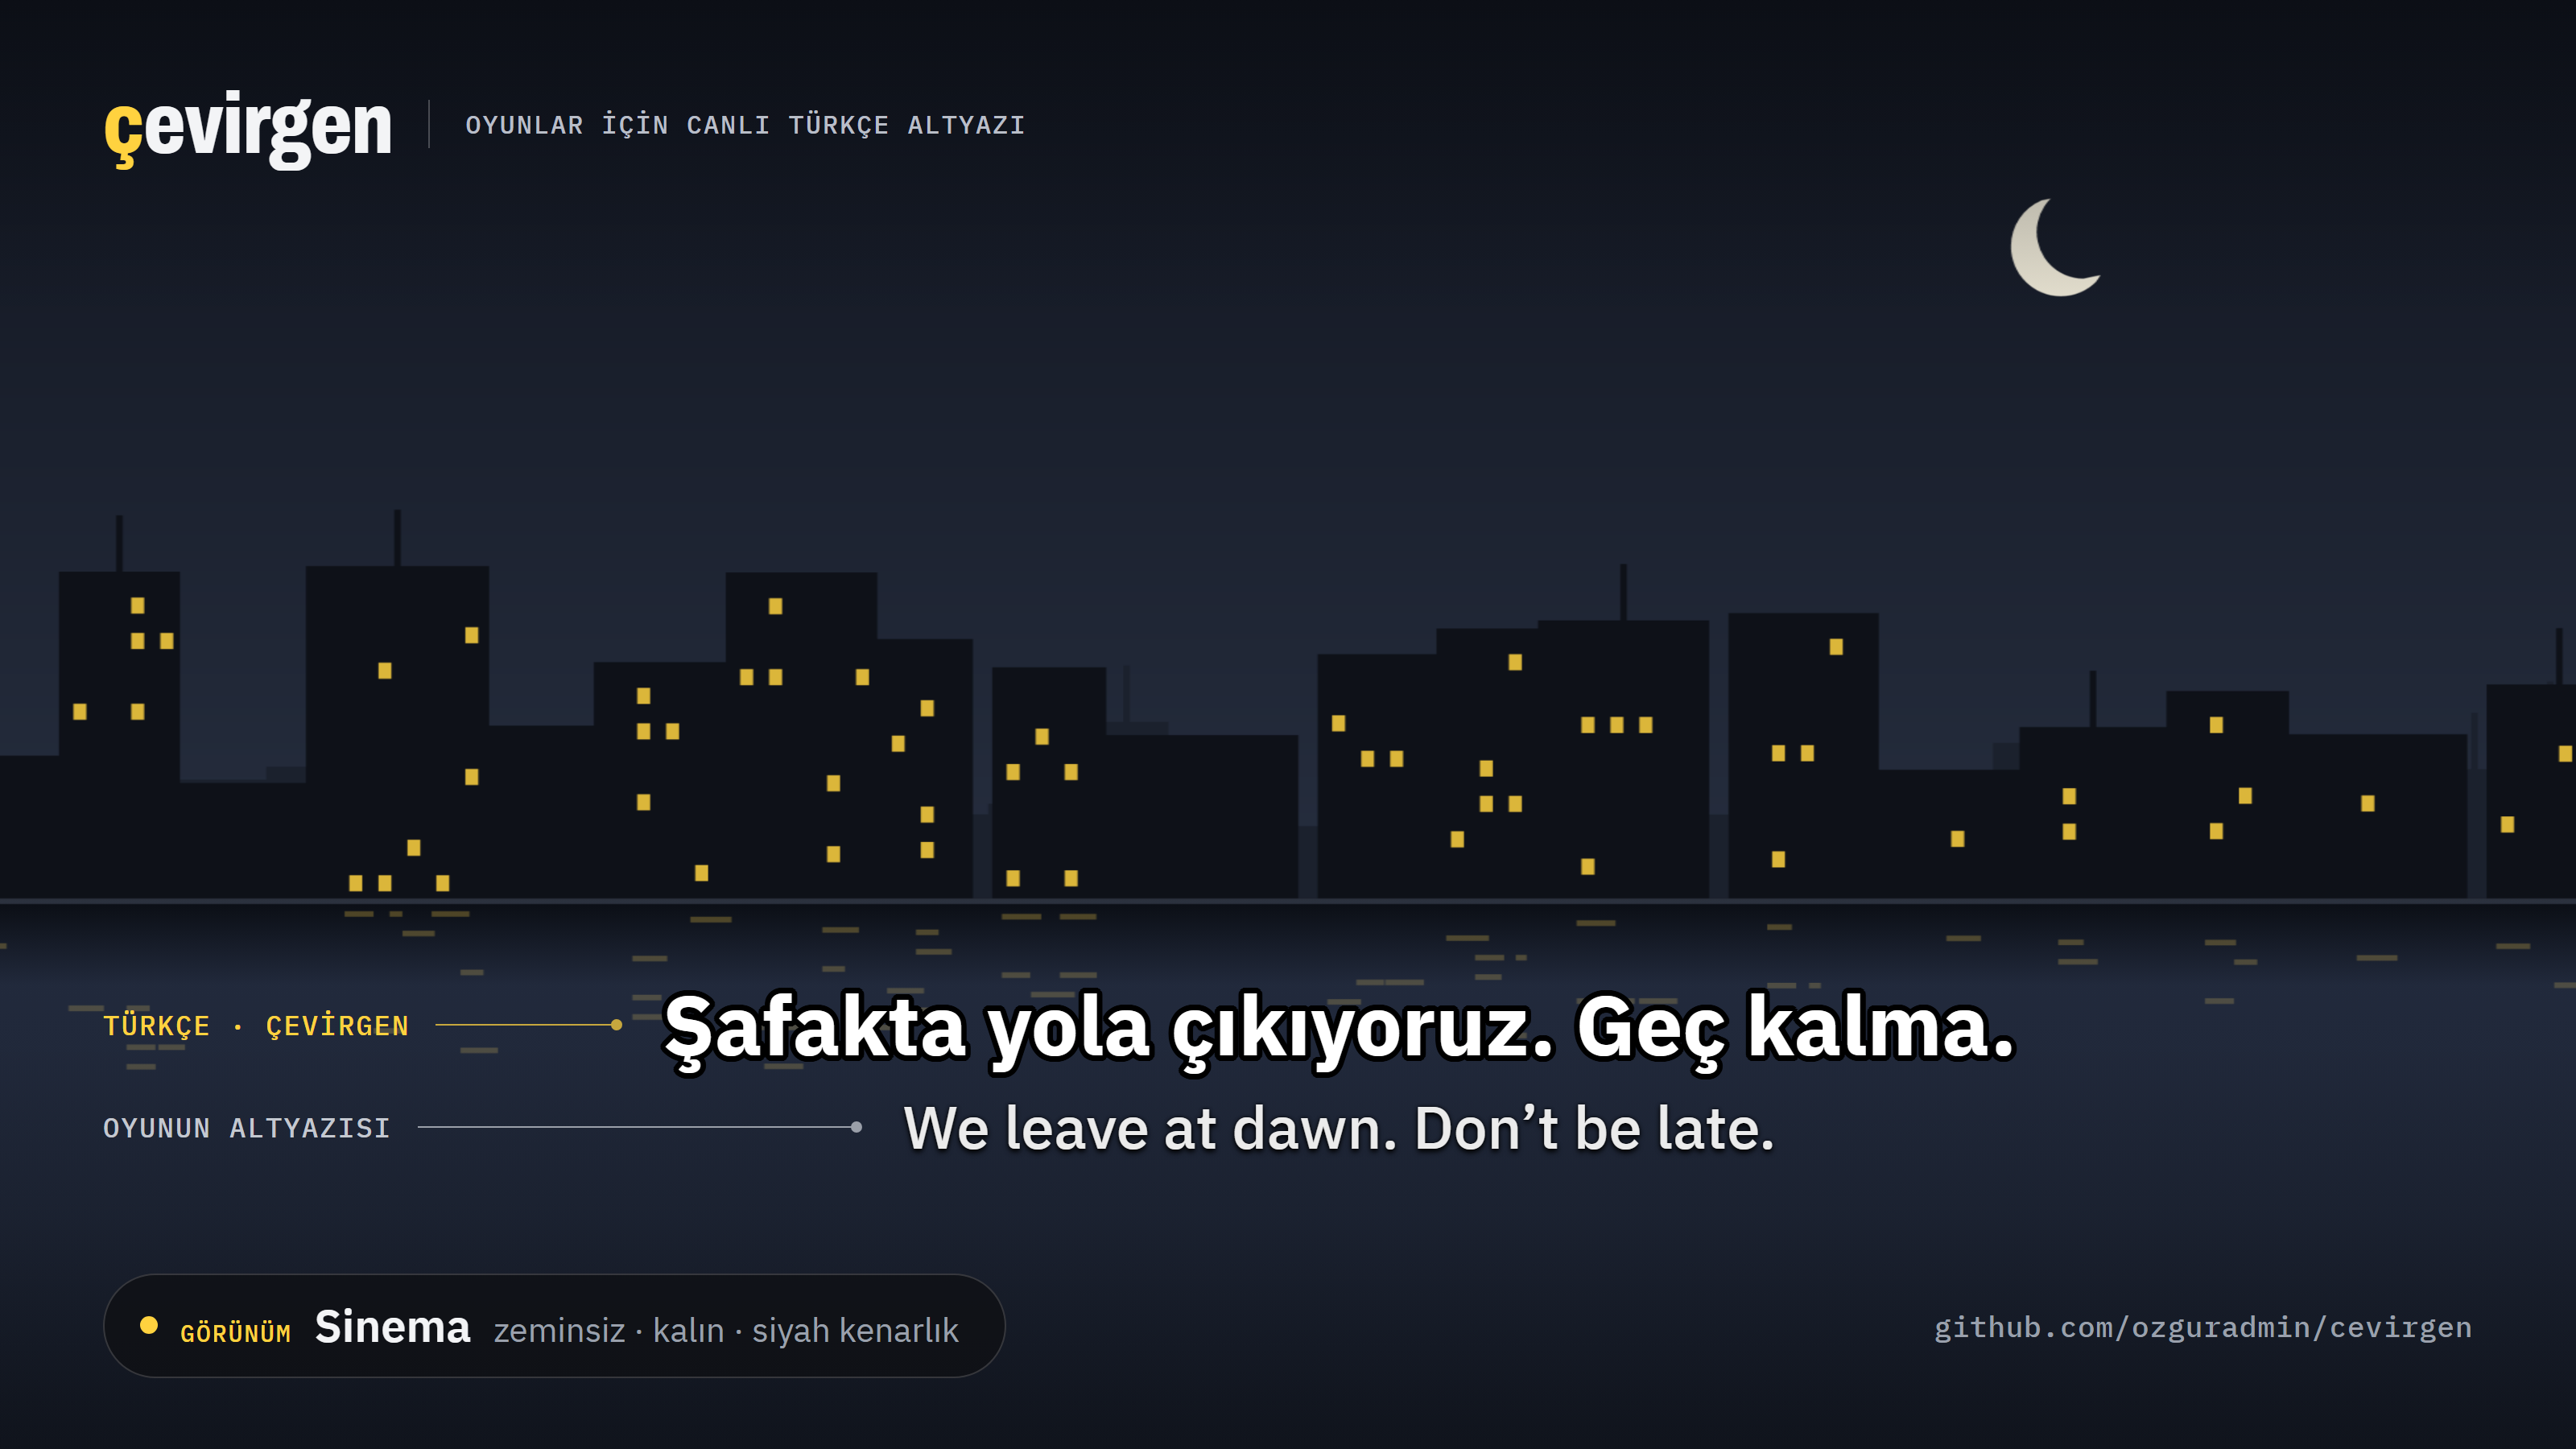 çevirgen
OYUNLAR İÇİN CANLI TÜRKÇE ALTYAZI
TÜRKÇE · ÇEVİRGEN
Şafakta yola çıkıyoruz. Geç kalma.
OYUNUN ALTYAZISI
We leave at dawn. Don’t be late.
GÖRÜNÜM Sinema zeminsiz · kalın · siyah kenarlık
github.com/ozguradmin/cevirgen